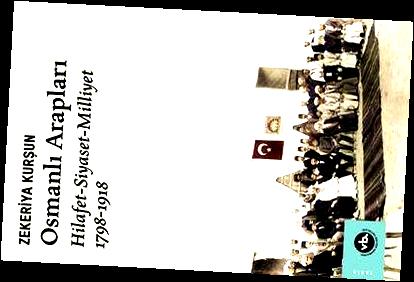 ZEKERİYA KURŞUN
Osmanlı Arapları
Hilafet-Siyaset-Milliyet
1798-1918